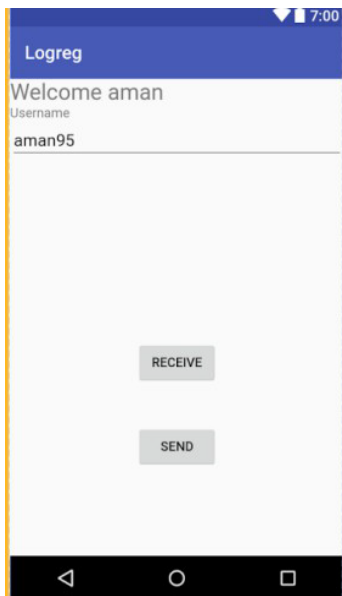 7:00
Logreg
Welcome aman
Username
aman95
RECEIVE
SEND